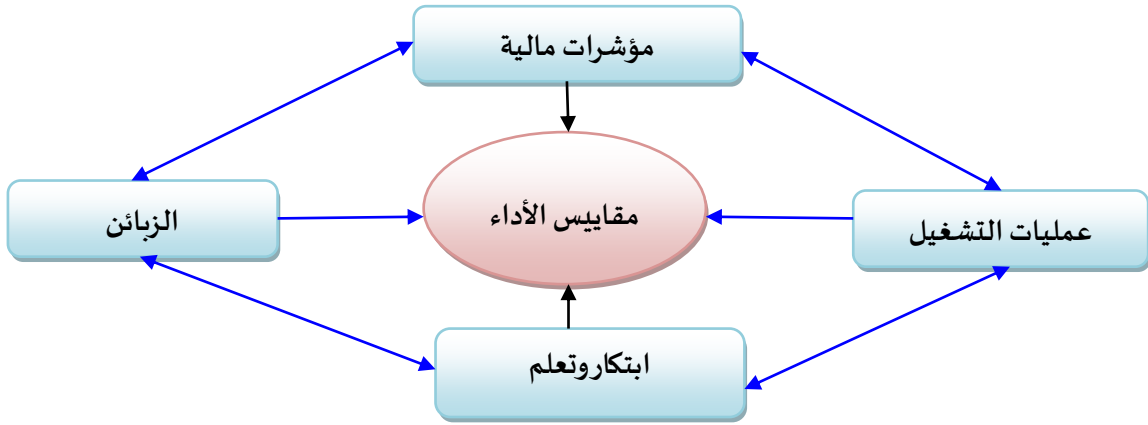 مؤشرات مالية
الزبائن
مقاييس الأداء
عمليات التشغيل
ابتكاروتعلم